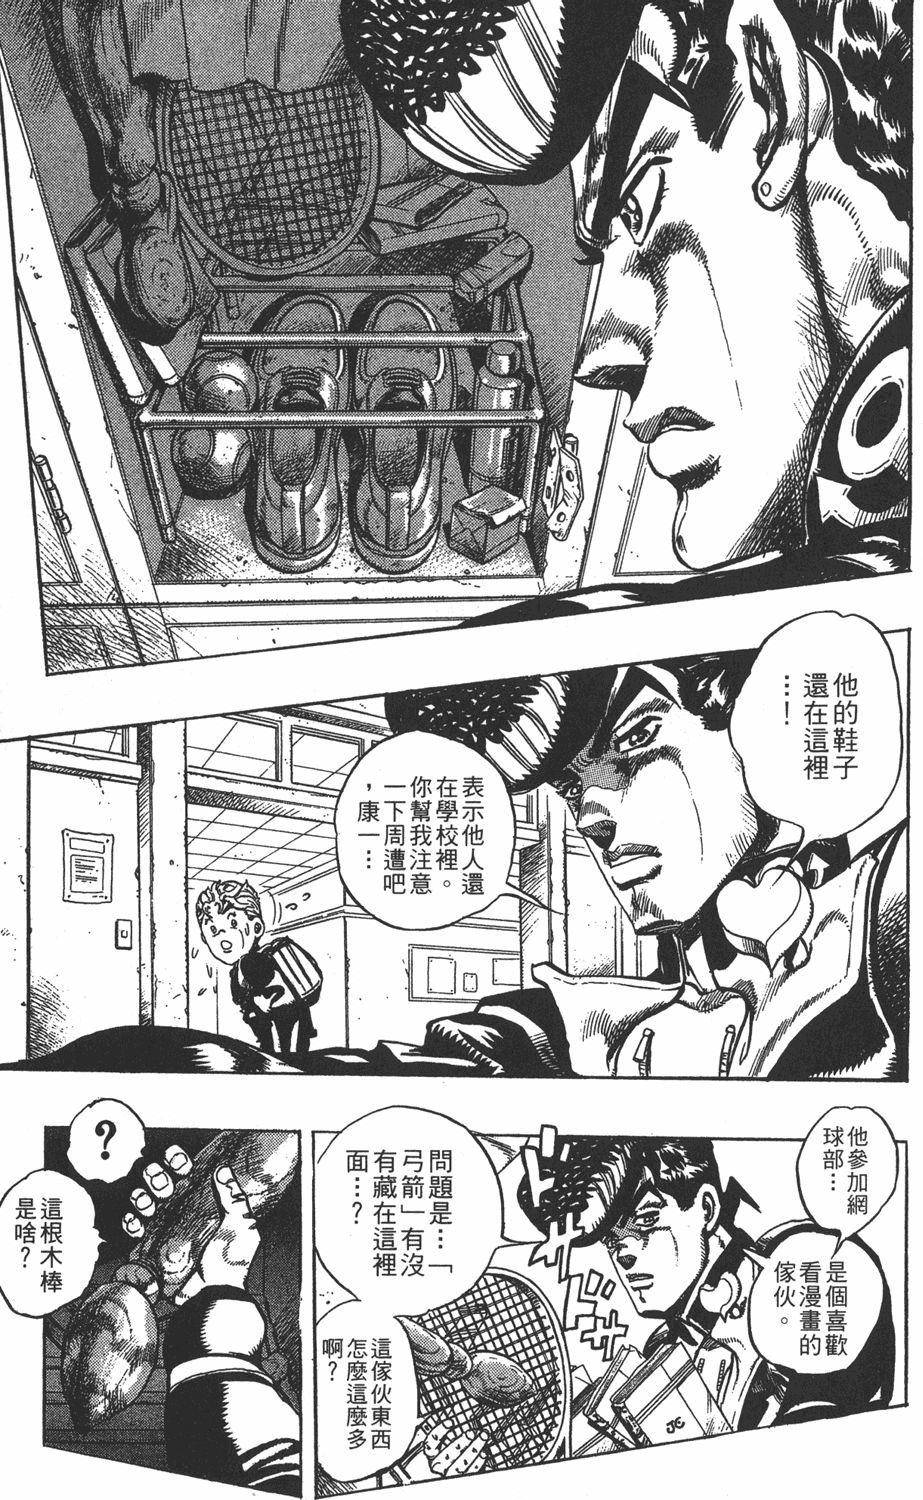 他的鞋子
還在這裡
…！
表示他人還
在學校裡。
你幫我注意
一下周遭吧
，康一…
他參加網
球部…
是個喜歡
看漫畫的
傢伙。
問題是…「
弓箭」有沒
有藏在這裡
面…？
這傢伙東西
怎麼這麼多
啊？
？
這根木棒
是啥？